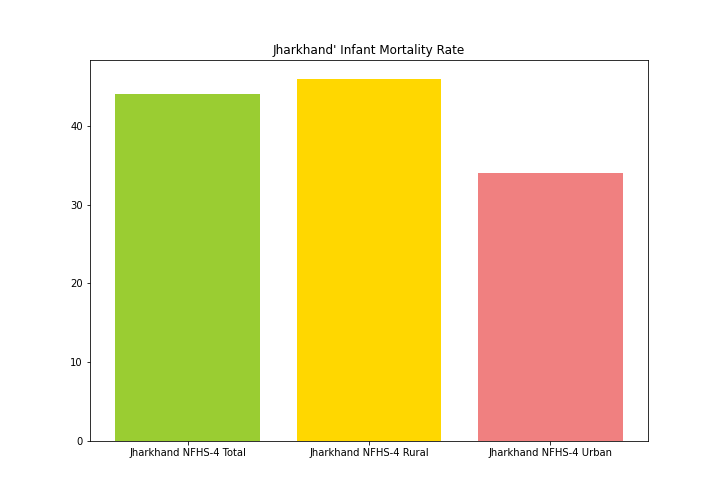 Jharkhand' Infant Mortality Rate
40
30
20
10
0
Jharkhand NFHS-4 Total
Jharkhand NFHS-4 Rural
Jharkhand NFHS-4 Urban